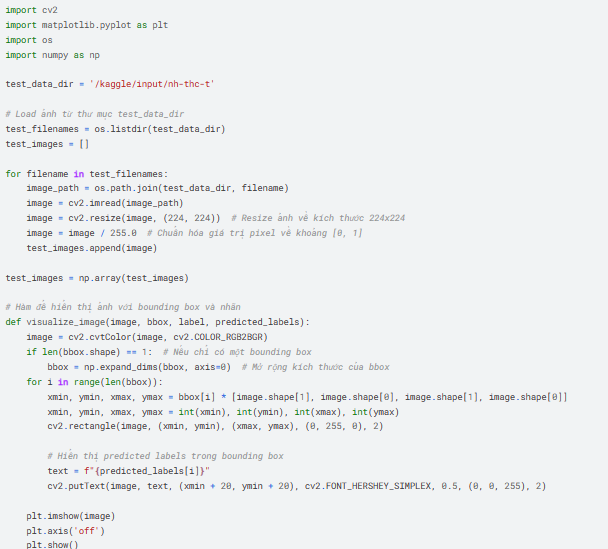 import cv2
import matplotlib.pyplot as plt
import os
import numpy as np

test_data_dir = '/kaggle/input/nh-thc-t'

# Load ảnh từ thư mục test_data_dir
test_filenames = os.listdir(test_data_dir)
test_images = []

for filename in test_filenames:
    image_path = os.path.join(test_data_dir, filename)
    image = cv2.imread(image_path)
    image = cv2.resize(image, (224, 224))  # Resize ảnh về kích thước 224x224
    image = image / 255.0  # Chuẩn hóa giá trị pixel về khoảng [0, 1]
    test_images.append(image)

test_images = np.array(test_images)

# Hàm để hiển thị ảnh với bounding box và nhãn
def visualize_image(image, bbox, label, predicted_labels):
    image = cv2.cvtColor(image, cv2.COLOR_RGB2BGR)
    if len(bbox.shape) == 1:  # Nếu chỉ có một bounding box
        bbox = np.expand_dims(bbox, axis=0)  # Mở rộng kích thước của bbox
    for i in range(len(bbox)):
        xmin, ymin, xmax, ymax = bbox[i] * [image.shape[1], image.shape[0], image.shape[1], image.shape[0]]
        xmin, ymin, xmax, ymax = int(xmin), int(ymin), int(xmax), int(ymax)
        cv2.rectangle(image, (xmin, ymin), (xmax, ymax), (0, 255, 0), 2)

        # Hiển thị predicted labels trong bounding box
        text = f"{predicted_labels[i]}"
        cv2.putText(image, text, (xmin + 20, ymin + 20), cv2.FONT_HERSHEY_SIMPLEX, 0.5, (0, 0, 255), 2)

    plt.imshow(image)
    plt.axis('off')
    plt.show()